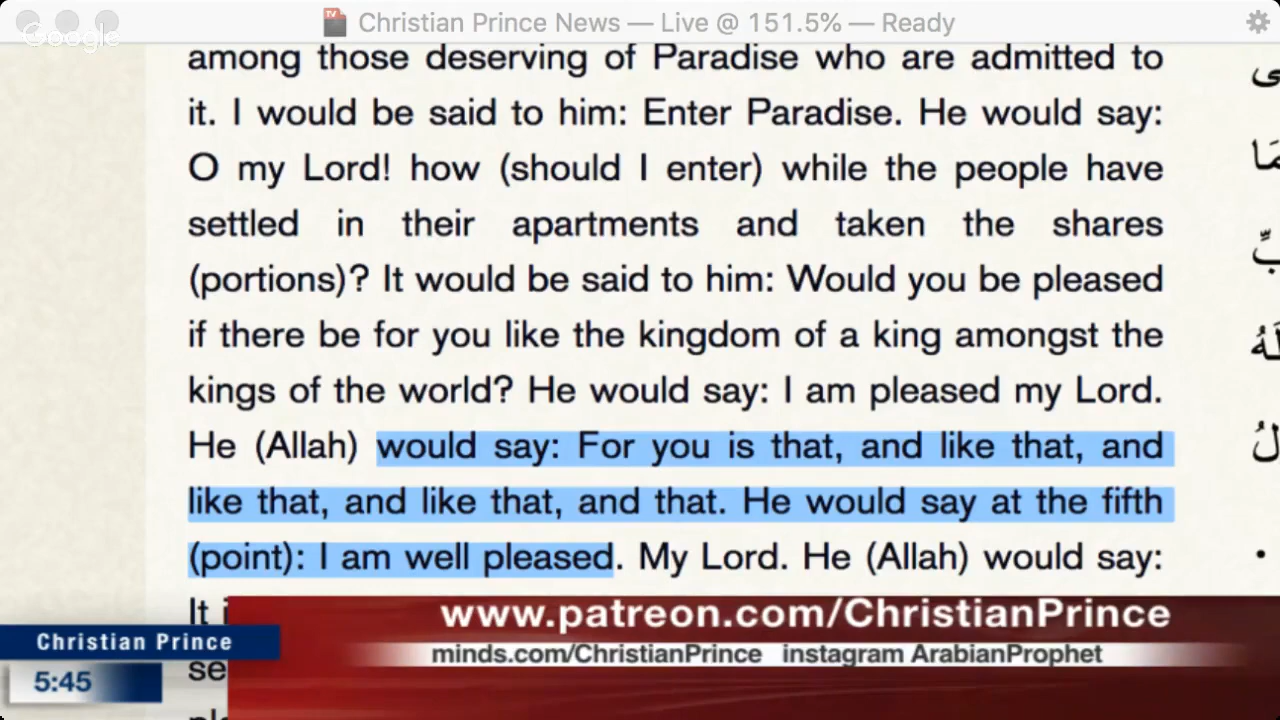 Christian Prince News — Live @ 151.5% — Ready
Google
among those deserving of Paradise who are admitted to
it. I would be said to him: Enter Paradise. He would say:
O my Lord! how (should I enter) while the people have
settled in their apartments and taken the shares
(portions)? It would be said to him: Would you be pleased
if there be for you like the kingdom of a king amongst the
kings of the world? He would say: I am pleased my Lord.
He (Allah) would say: For you is that, and like that, and
like that, and like that, and that. He would say at the fifth
(point): I am well pleased. My Lord. He (Allah) would say:
It
www.patreon.com/ChristianPrince
Christian Prince
minds.com/ChristianPrince instagram ArabianProphet
5:45